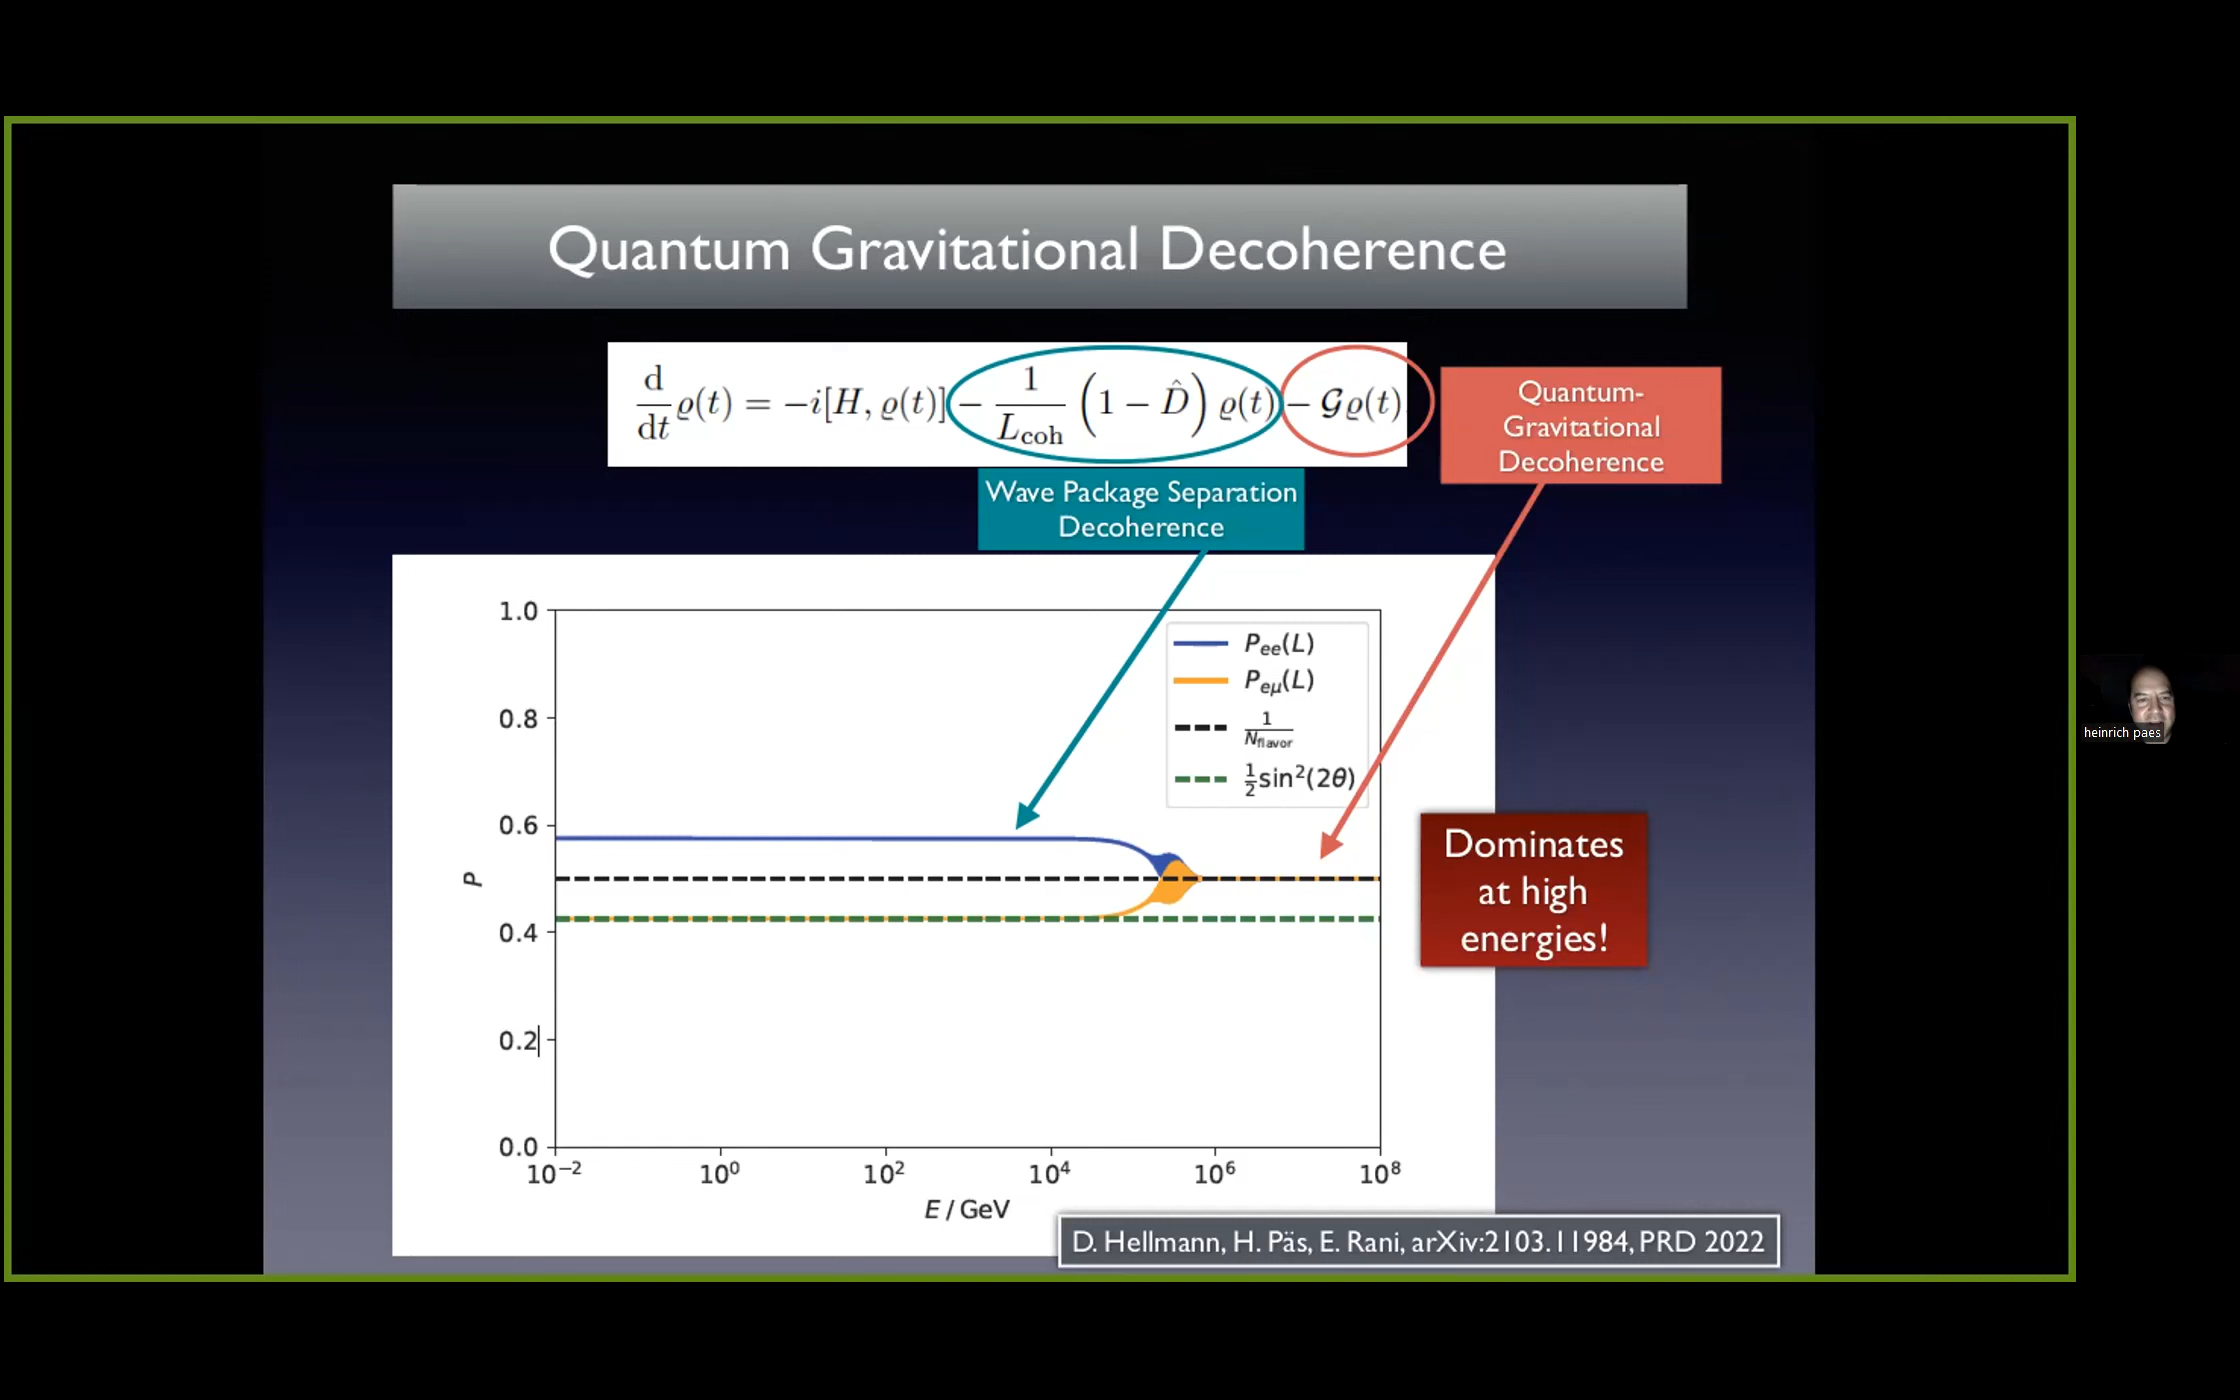 Quantum Gravitational Decoherence
d/dt ϱ(t) = −i[H, ϱ(t)] − 1/L_coh (1 − D̂) ϱ(t) − 𝒢ϱ(t)
Quantum-
Gravitational
Decoherence
Wave Package Separation
Decoherence
1.0
0.8
0.6
0.4
0.2
0.0
P
P_ee(L)
P_eμ(L)
1/N_flavor
½sin²(2θ)
10⁻² 10⁰ 10² 10⁴ 10⁶ 10⁸
E / GeV
Dominates
at high
energies!
D. Hellmann, H. Päs, E. Rani, arXiv:2103.11984, PRD 2022
heinrich paes